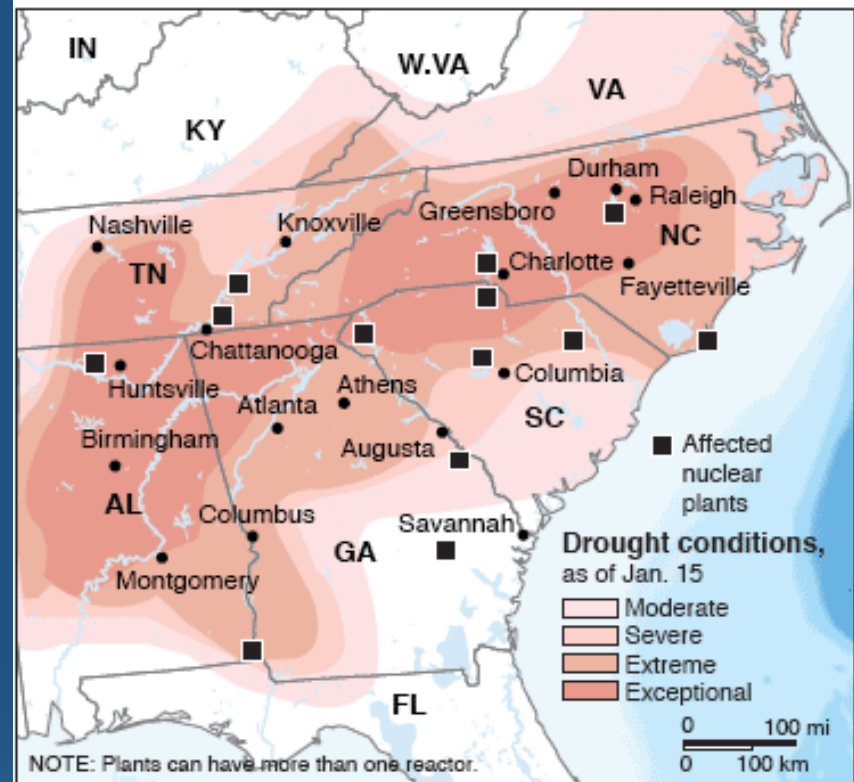 IN
W.VA
VA
KY
Durham
Greensboro
Raleigh
Nashville
Knoxville
NC
TN
Charlotte
Fayetteville
Chattanooga
Huntsville
Athens
Columbia
Atlanta
SC
Birmingham
Augusta
AL
Columbus
Savannah
GA
Montgomery
FL
Affected
nuclear
plants
Drought conditions,
as of Jan. 15
Moderate
Severe
Extreme
Exceptional
0 100 mi
0 100 km
NOTE: Plants can have more than one reactor.